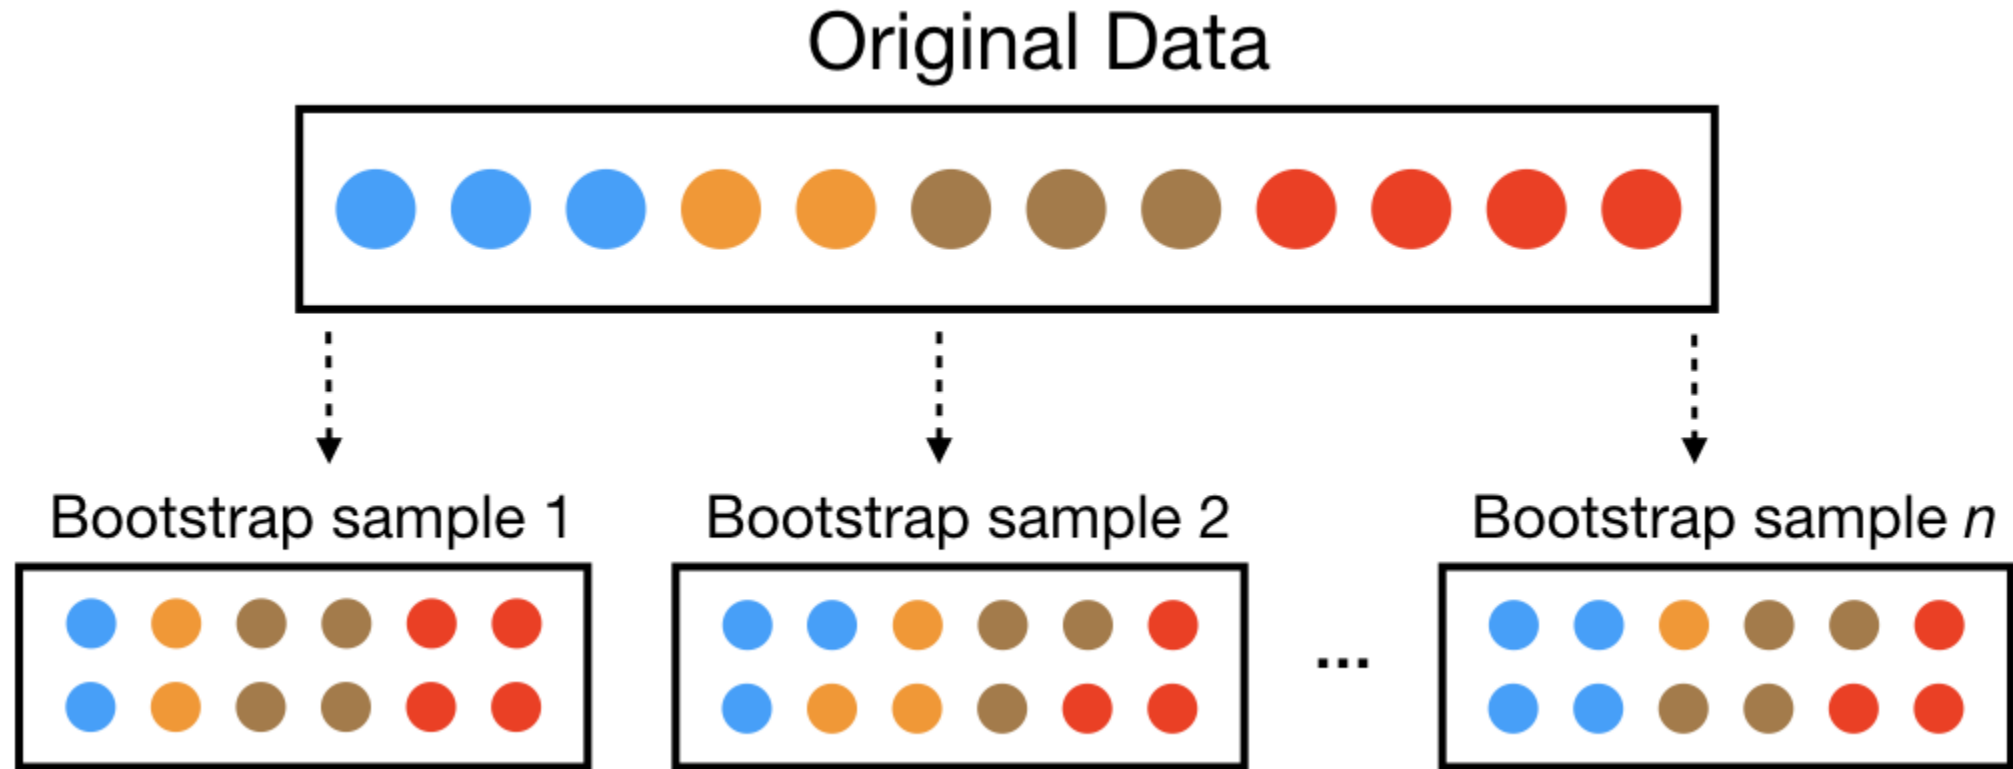 Original Data
Bootstrap sample 1
Bootstrap sample 2
Bootstrap sample n
...